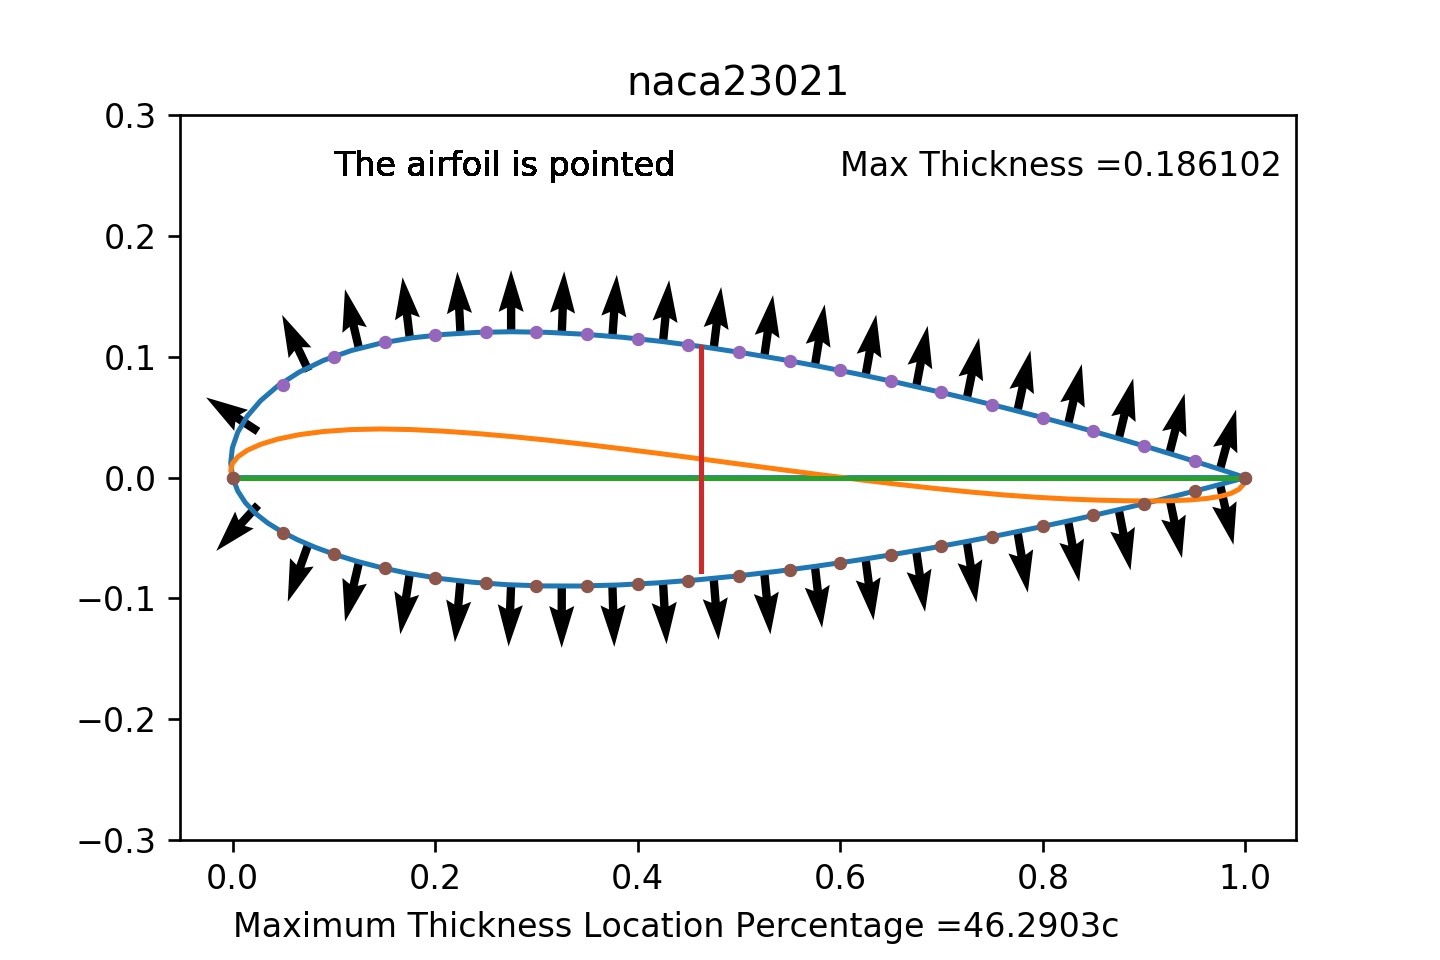 naca23021
The airfoil is pointed
Max Thickness =0.186102
0.3
0.2
0.1
0.0
−0.1
−0.2
−0.3
0.0 0.2 0.4 0.6 0.8 1.0
Maximum Thickness Location Percentage =46.2903c